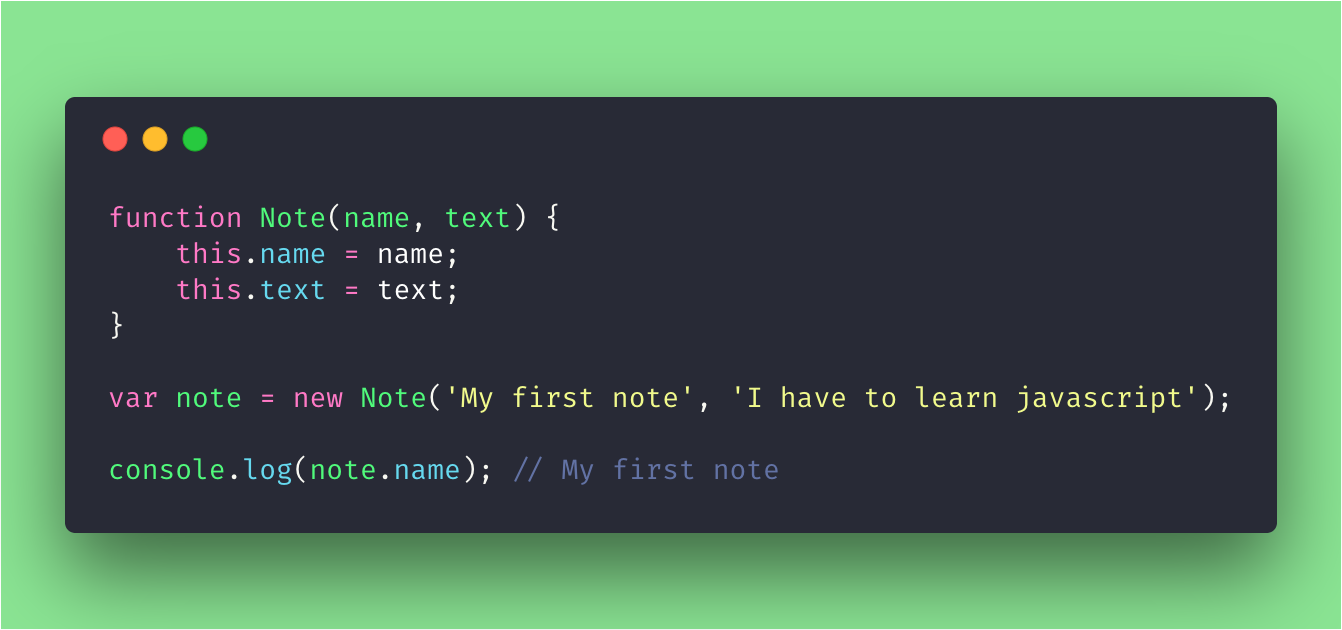 function Note(name, text) {
    this.name = name;
    this.text = text;
}
var note = new Note('My first note', 'I have to learn javascript');
console.log(note.name); // My first note